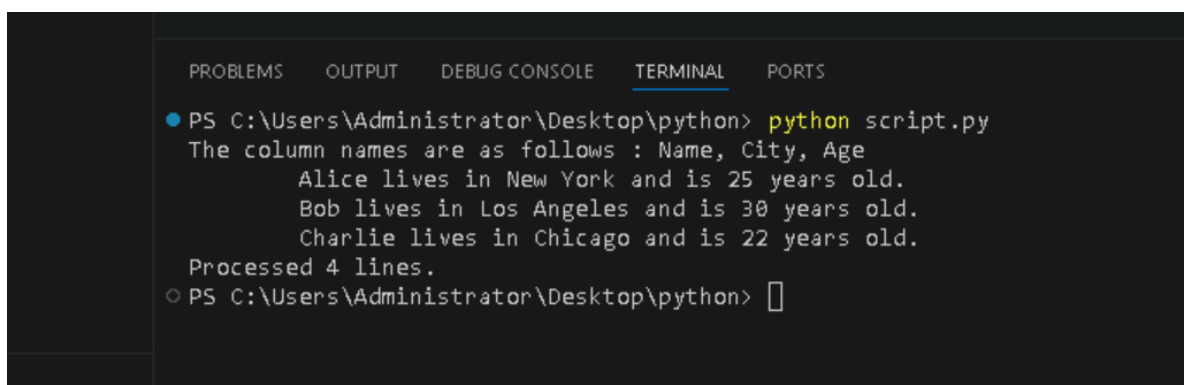 PROBLEMS OUTPUT DEBUG CONSOLE TERMINAL PORTS
PS C:\Users\Administrator\Desktop\python> python script.py
The column names are as follows : Name, City, Age
Alice lives in New York and is 25 years old.
Bob lives in Los Angeles and is 30 years old.
Charlie lives in Chicago and is 22 years old.
Processed 4 lines.
PS C:\Users\Administrator\Desktop\python>